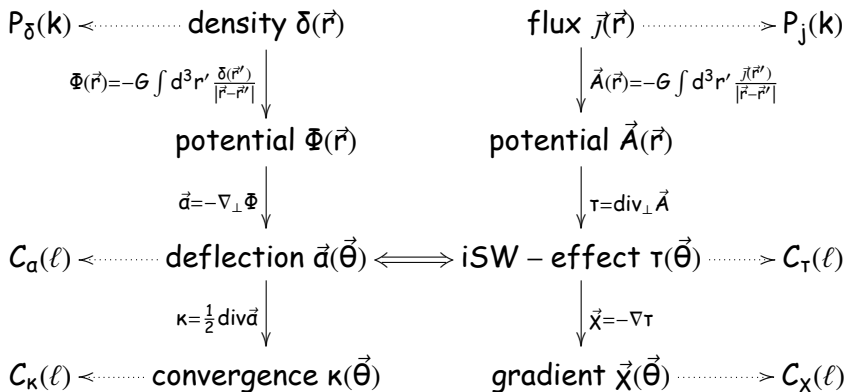 P_δ(k) density δ(r⃗) flux ȷ⃗(r⃗) P_j(k)
Φ(r⃗)=−G ∫ d³r′ δ(r⃗′)/|r⃗−r⃗′| A⃗(r⃗)=−G ∫ d³r′ ȷ⃗(r⃗′)/|r⃗−r⃗′|
potential Φ(r⃗) potential A⃗(r⃗)
α⃗=−∇⊥Φ τ=div⊥A⃗
C_α(ℓ) deflection α⃗(θ⃗) ⟺ iSW − effect τ(θ⃗) C_τ(ℓ)
κ=½divα⃗ χ⃗=−∇τ
C_κ(ℓ) convergence κ(θ⃗) gradient χ⃗(θ⃗) C_χ(ℓ)